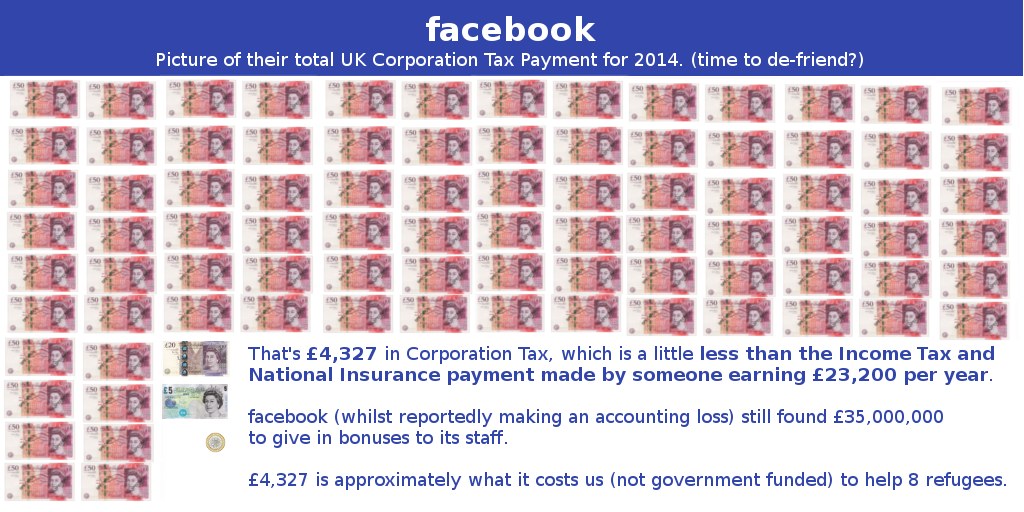 facebook
Picture of their total UK Corporation Tax Payment for 2014. (time to de-friend?)
£50
£20
£5
That's £4,327 in Corporation Tax, which is a little less than the Income Tax and
National Insurance payment made by someone earning £23,200 per year.
facebook (whilst reportedly making an accounting loss) still found £35,000,000
to give in bonuses to its staff.
£4,327 is approximately what it costs us (not government funded) to help 8 refugees.